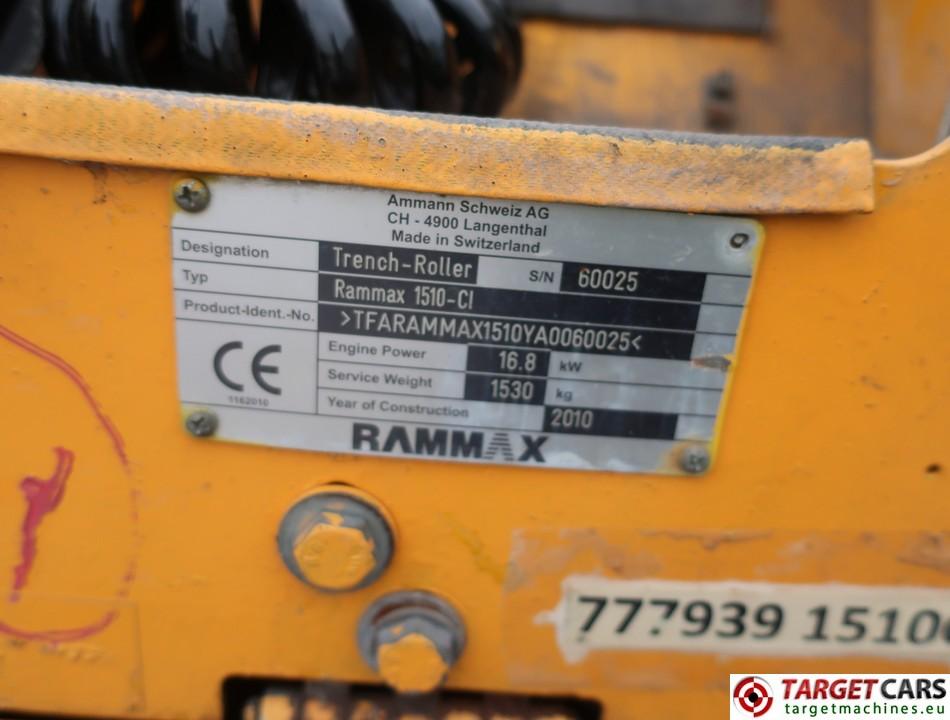 Ammann Schweiz AG
CH - 4900 Langenthal
Made in Switzerland
Designation Trench-Roller S/N 60025
Typ Rammax 1510-CI
Product-Ident.-No. >TFARAMMAX1510YA0060025<
Engine Power 16.8 kW
Service Weight 1530 kg
Year of Construction 2010
CE
1162010
RAMMAX
777939 1510
TARGETCARS
targetmachines.eu